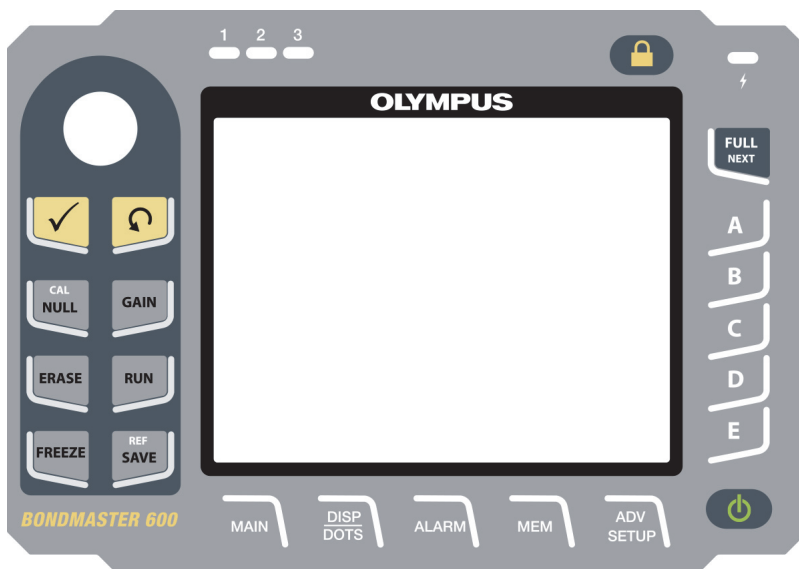 1 2 3
OLYMPUS
FULL
NEXT
CAL
NULL
GAIN
ERASE
RUN
FREEZE
REF
SAVE
A
B
C
D
E
BONDMASTER 600
MAIN
DISP
DOTS
ALARM
MEM
ADV
SETUP